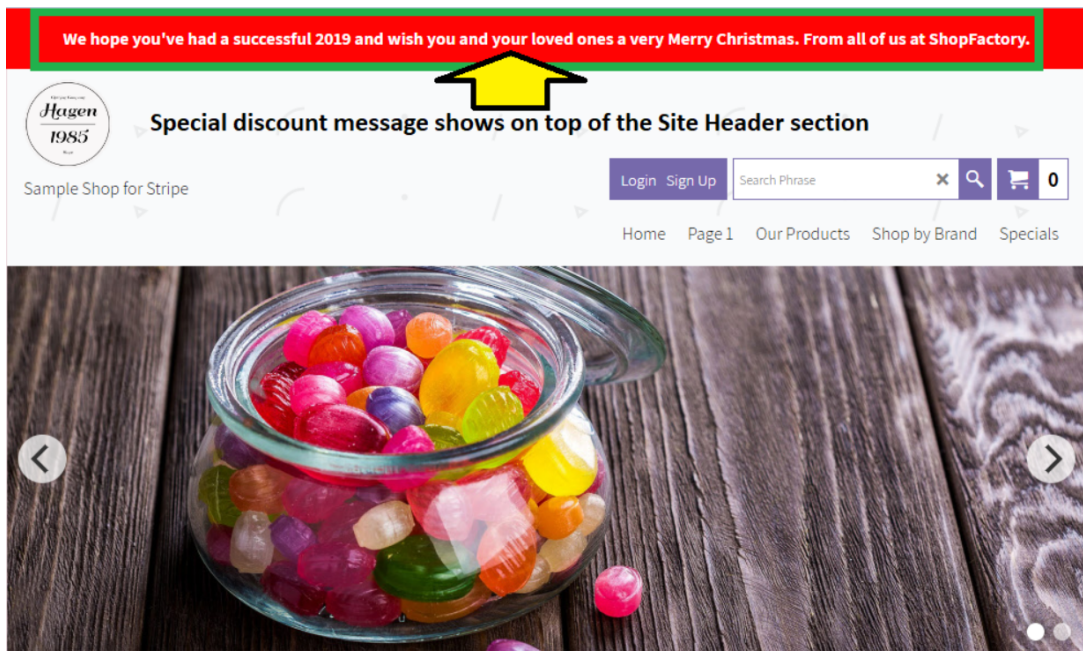 We hope you've had a successful 2019 and wish you and your loved ones a very Merry Christmas. From all of us at ShopFactory.
Hagen
1985
Special discount message shows on top of the Site Header section
Sample Shop for Stripe
Login Sign Up Search Phrase 0
Home Page 1 Our Products Shop by Brand Specials